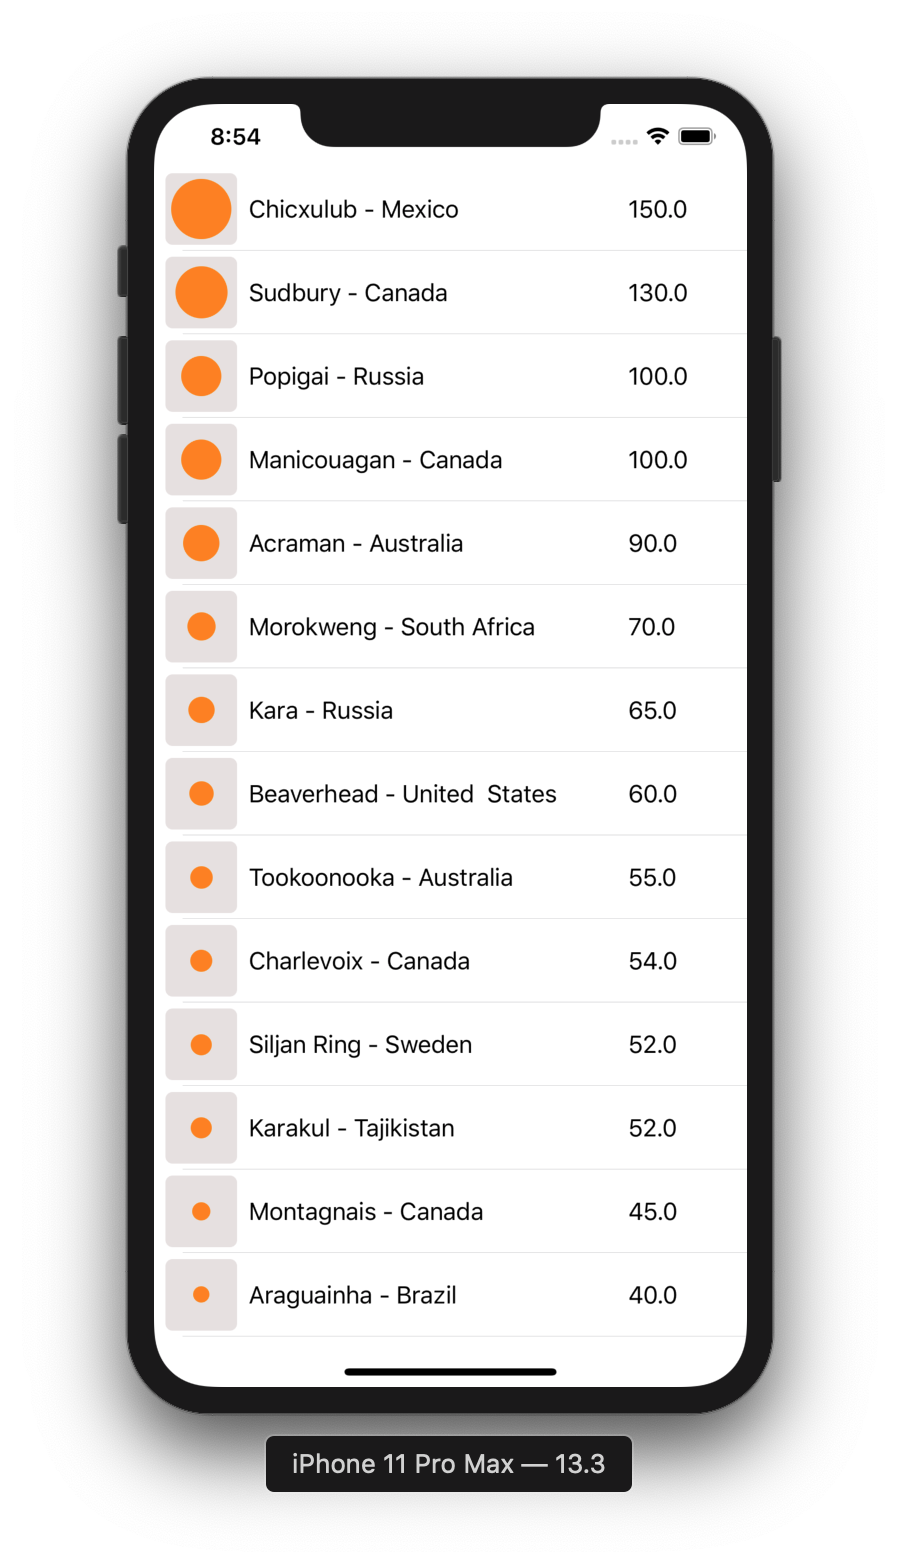 8:54
Chicxulub - Mexico 150.0
Sudbury - Canada 130.0
Popigai - Russia 100.0
Manicouagan - Canada 100.0
Acraman - Australia 90.0
Morokweng - South Africa 70.0
Kara - Russia 65.0
Beaverhead - United  States 60.0
Tookoonooka - Australia 55.0
Charlevoix - Canada 54.0
Siljan Ring - Sweden 52.0
Karakul - Tajikistan 52.0
Montagnais - Canada 45.0
Araguainha - Brazil 40.0
iPhone 11 Pro Max — 13.3